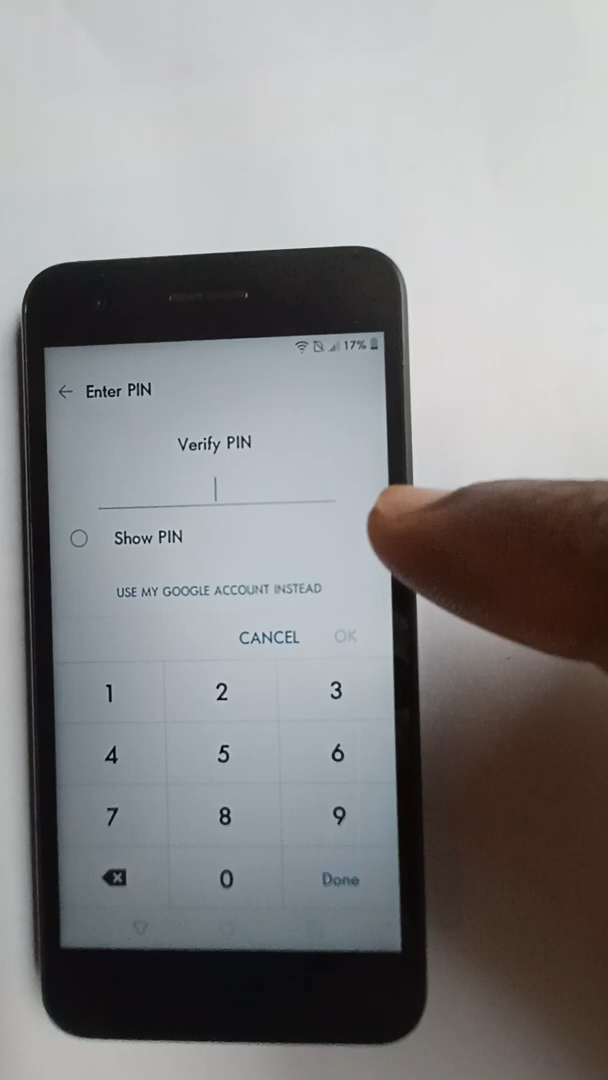 17%
Enter PIN
Verify PIN
Show PIN
USE MY GOOGLE ACCOUNT INSTEAD
CANCEL OK
1 2 3
4 5 6
7 8 9
0 Done